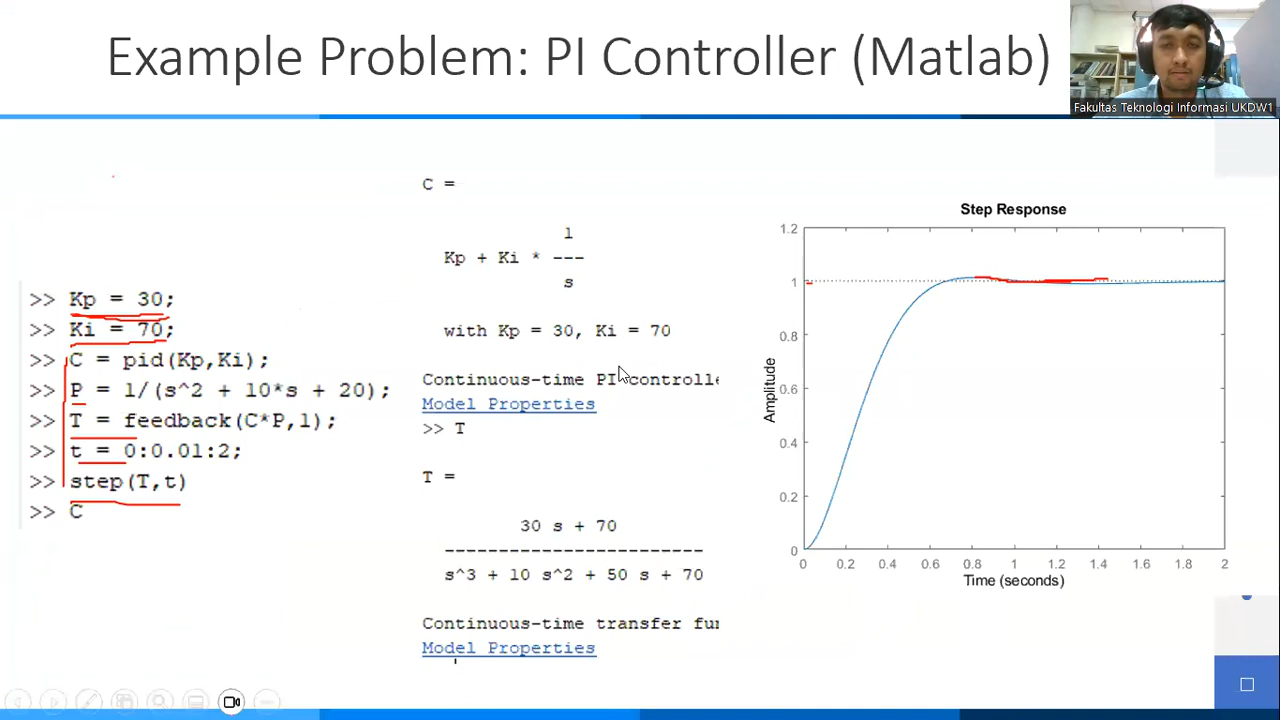 Example Problem: PI Controller (Matlab)
Fakultas Teknologi Informasi UKDW1
>> Kp = 30;
>> Ki = 70;
>> C = pid(Kp,Ki);
>> P = 1/(s^2 + 10*s + 20);
>> T = feedback(C*P,1);
>> t = 0:0.01:2;
>> step(T,t)
>> C
C =
1
Kp + Ki * ---
s
with Kp = 30, Ki = 70
Continuous-time PI controlle
Model Properties
>> T
T =
30 s + 70
------------------------
s^3 + 10 s^2 + 50 s + 70
Continuous-time transfer fu
Model Properties
Step Response
1.2
1
0.8
0.6
0.4
0.2
0
Amplitude
0 0.2 0.4 0.6 0.8 1 1.2 1.4 1.6 1.8 2
Time (seconds)